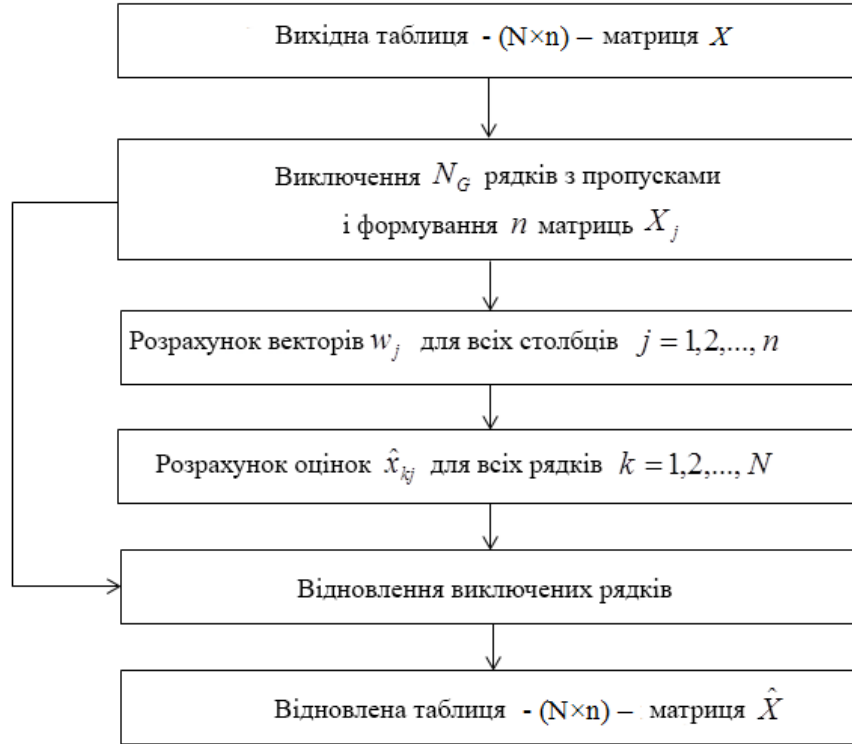 Вихідна таблиця - (N×n) – матриця X
Виключення N_G рядків з пропусками
і формування n матриць X_j
Розрахунок векторів w_j для всіх столбців j = 1,2,..., n
Розрахунок оцінок x̂_kj для всіх рядків k = 1,2,..., N
Відновлення виключених рядків
Відновлена таблиця - (N×n) – матриця X̂